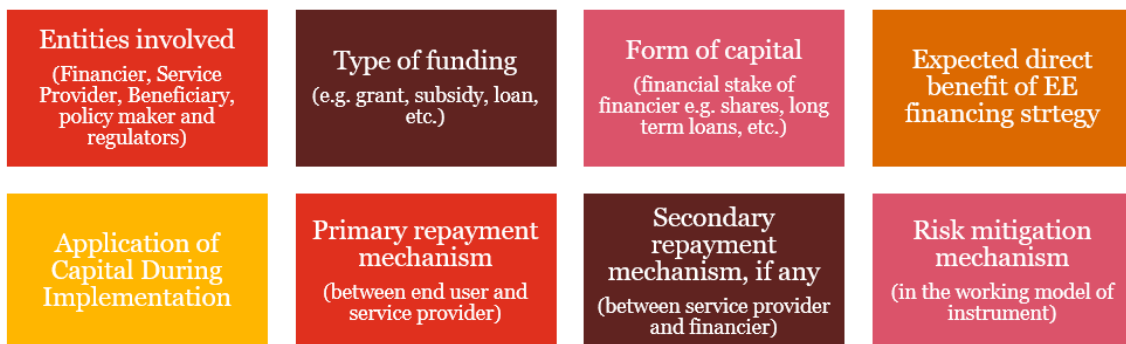 Entities involved
(Financier, Service
Provider, Beneficiary,
policy maker and
regulators)
Type of funding
(e.g. grant, subsidy, loan,
etc.)
Form of capital
(financial stake of
financier e.g. shares, long
term loans, etc.)
Expected direct
benefit of EE
financing strtegy
Application of
Capital During
Implementation
Primary repayment
mechanism
(between end user and
service provider)
Secondary
repayment
mechanism, if any
(between service provider
and financier)
Risk mitigation
mechanism
(in the working model of
instrument)